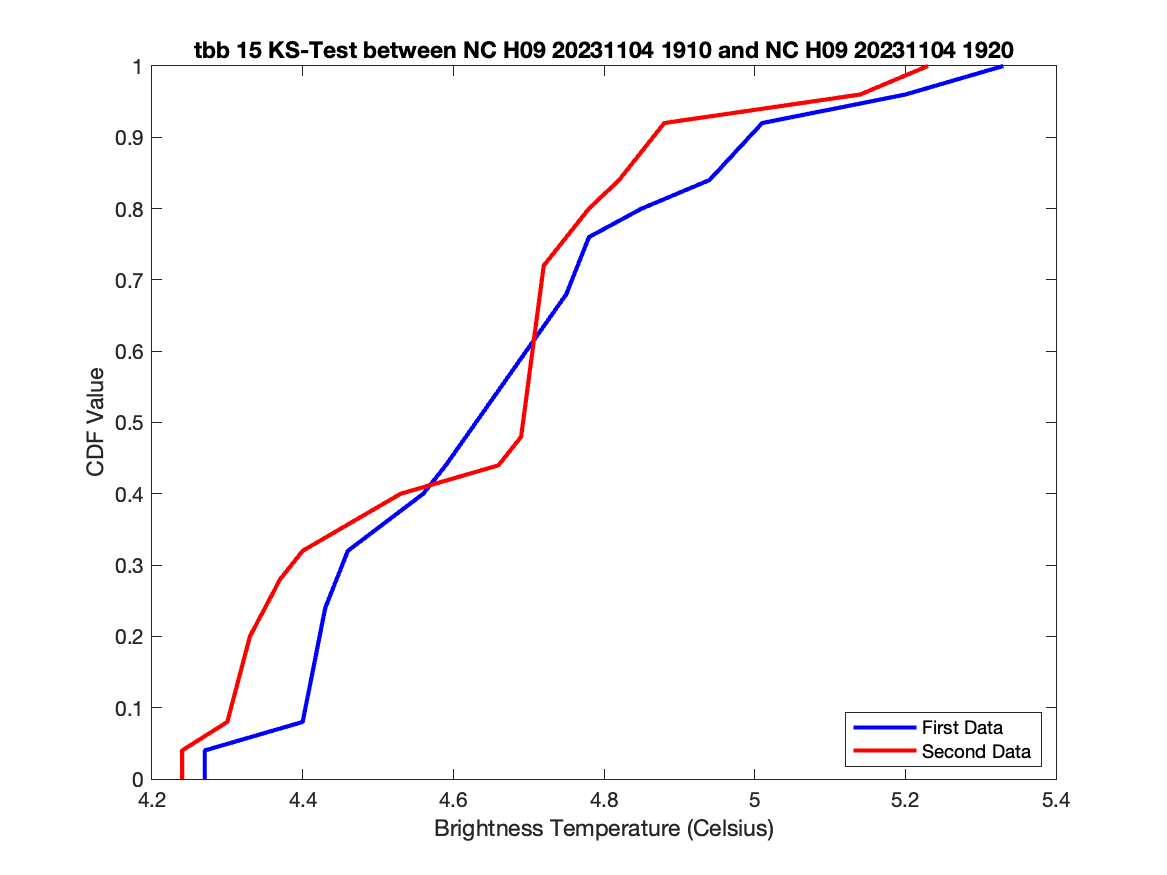 tbb 15 KS-Test between NC H09 20231104 1910 and NC H09 20231104 1920
1
0.9
0.8
0.7
0.6
0.5
0.4
0.3
0.2
0.1
0
CDF Value
First Data
Second Data
4.2 4.4 4.6 4.8 5 5.2 5.4
Brightness Temperature (Celsius)